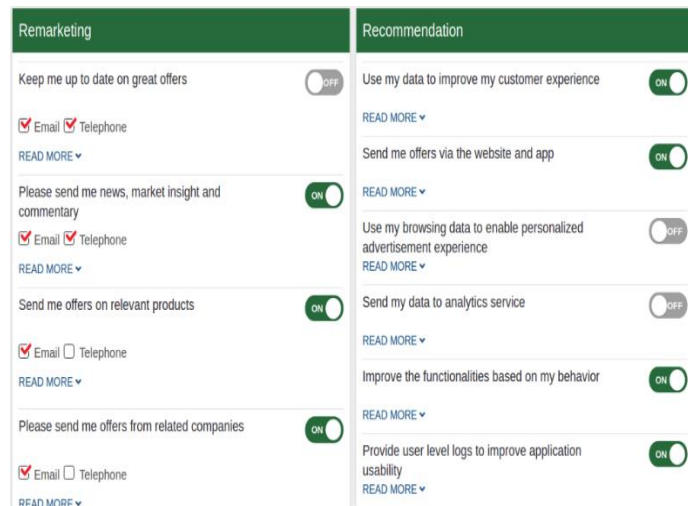 Remarketing
Keep me up to date on great offers
OFF
Email Telephone
READ MORE
Please send me news, market insight and
commentary
ON
Email Telephone
READ MORE
Send me offers on relevant products
ON
Email Telephone
READ MORE
Please send me offers from related companies
ON
Email Telephone
READ MORE
Recommendation
Use my data to improve my customer experience
ON
READ MORE
Send me offers via the website and app
ON
READ MORE
Use my browsing data to enable personalized
advertisement experience
OFF
READ MORE
Send my data to analytics service
OFF
READ MORE
Improve the functionalities based on my behavior
ON
READ MORE
Provide user level logs to improve application
usability
ON
READ MORE